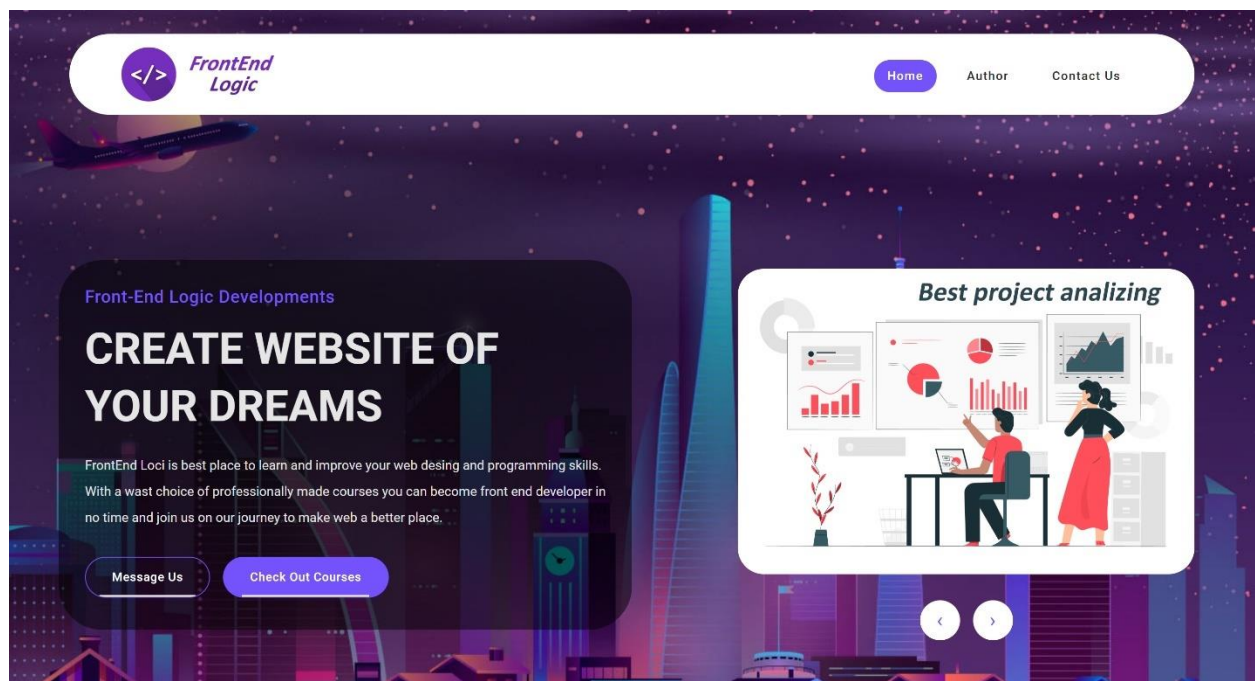 </>
FrontEnd
Logic
Home
Author
Contact Us
Front-End Logic Developments
CREATE WEBSITE OF
YOUR DREAMS
FrontEnd Loci is best place to learn and improve your web desing and programming skills.
With a wast choice of professionally made courses you can become front end developer in
no time and join us on our journey to make web a better place.
Message Us
Check Out Courses
Best project analizing
‹
›